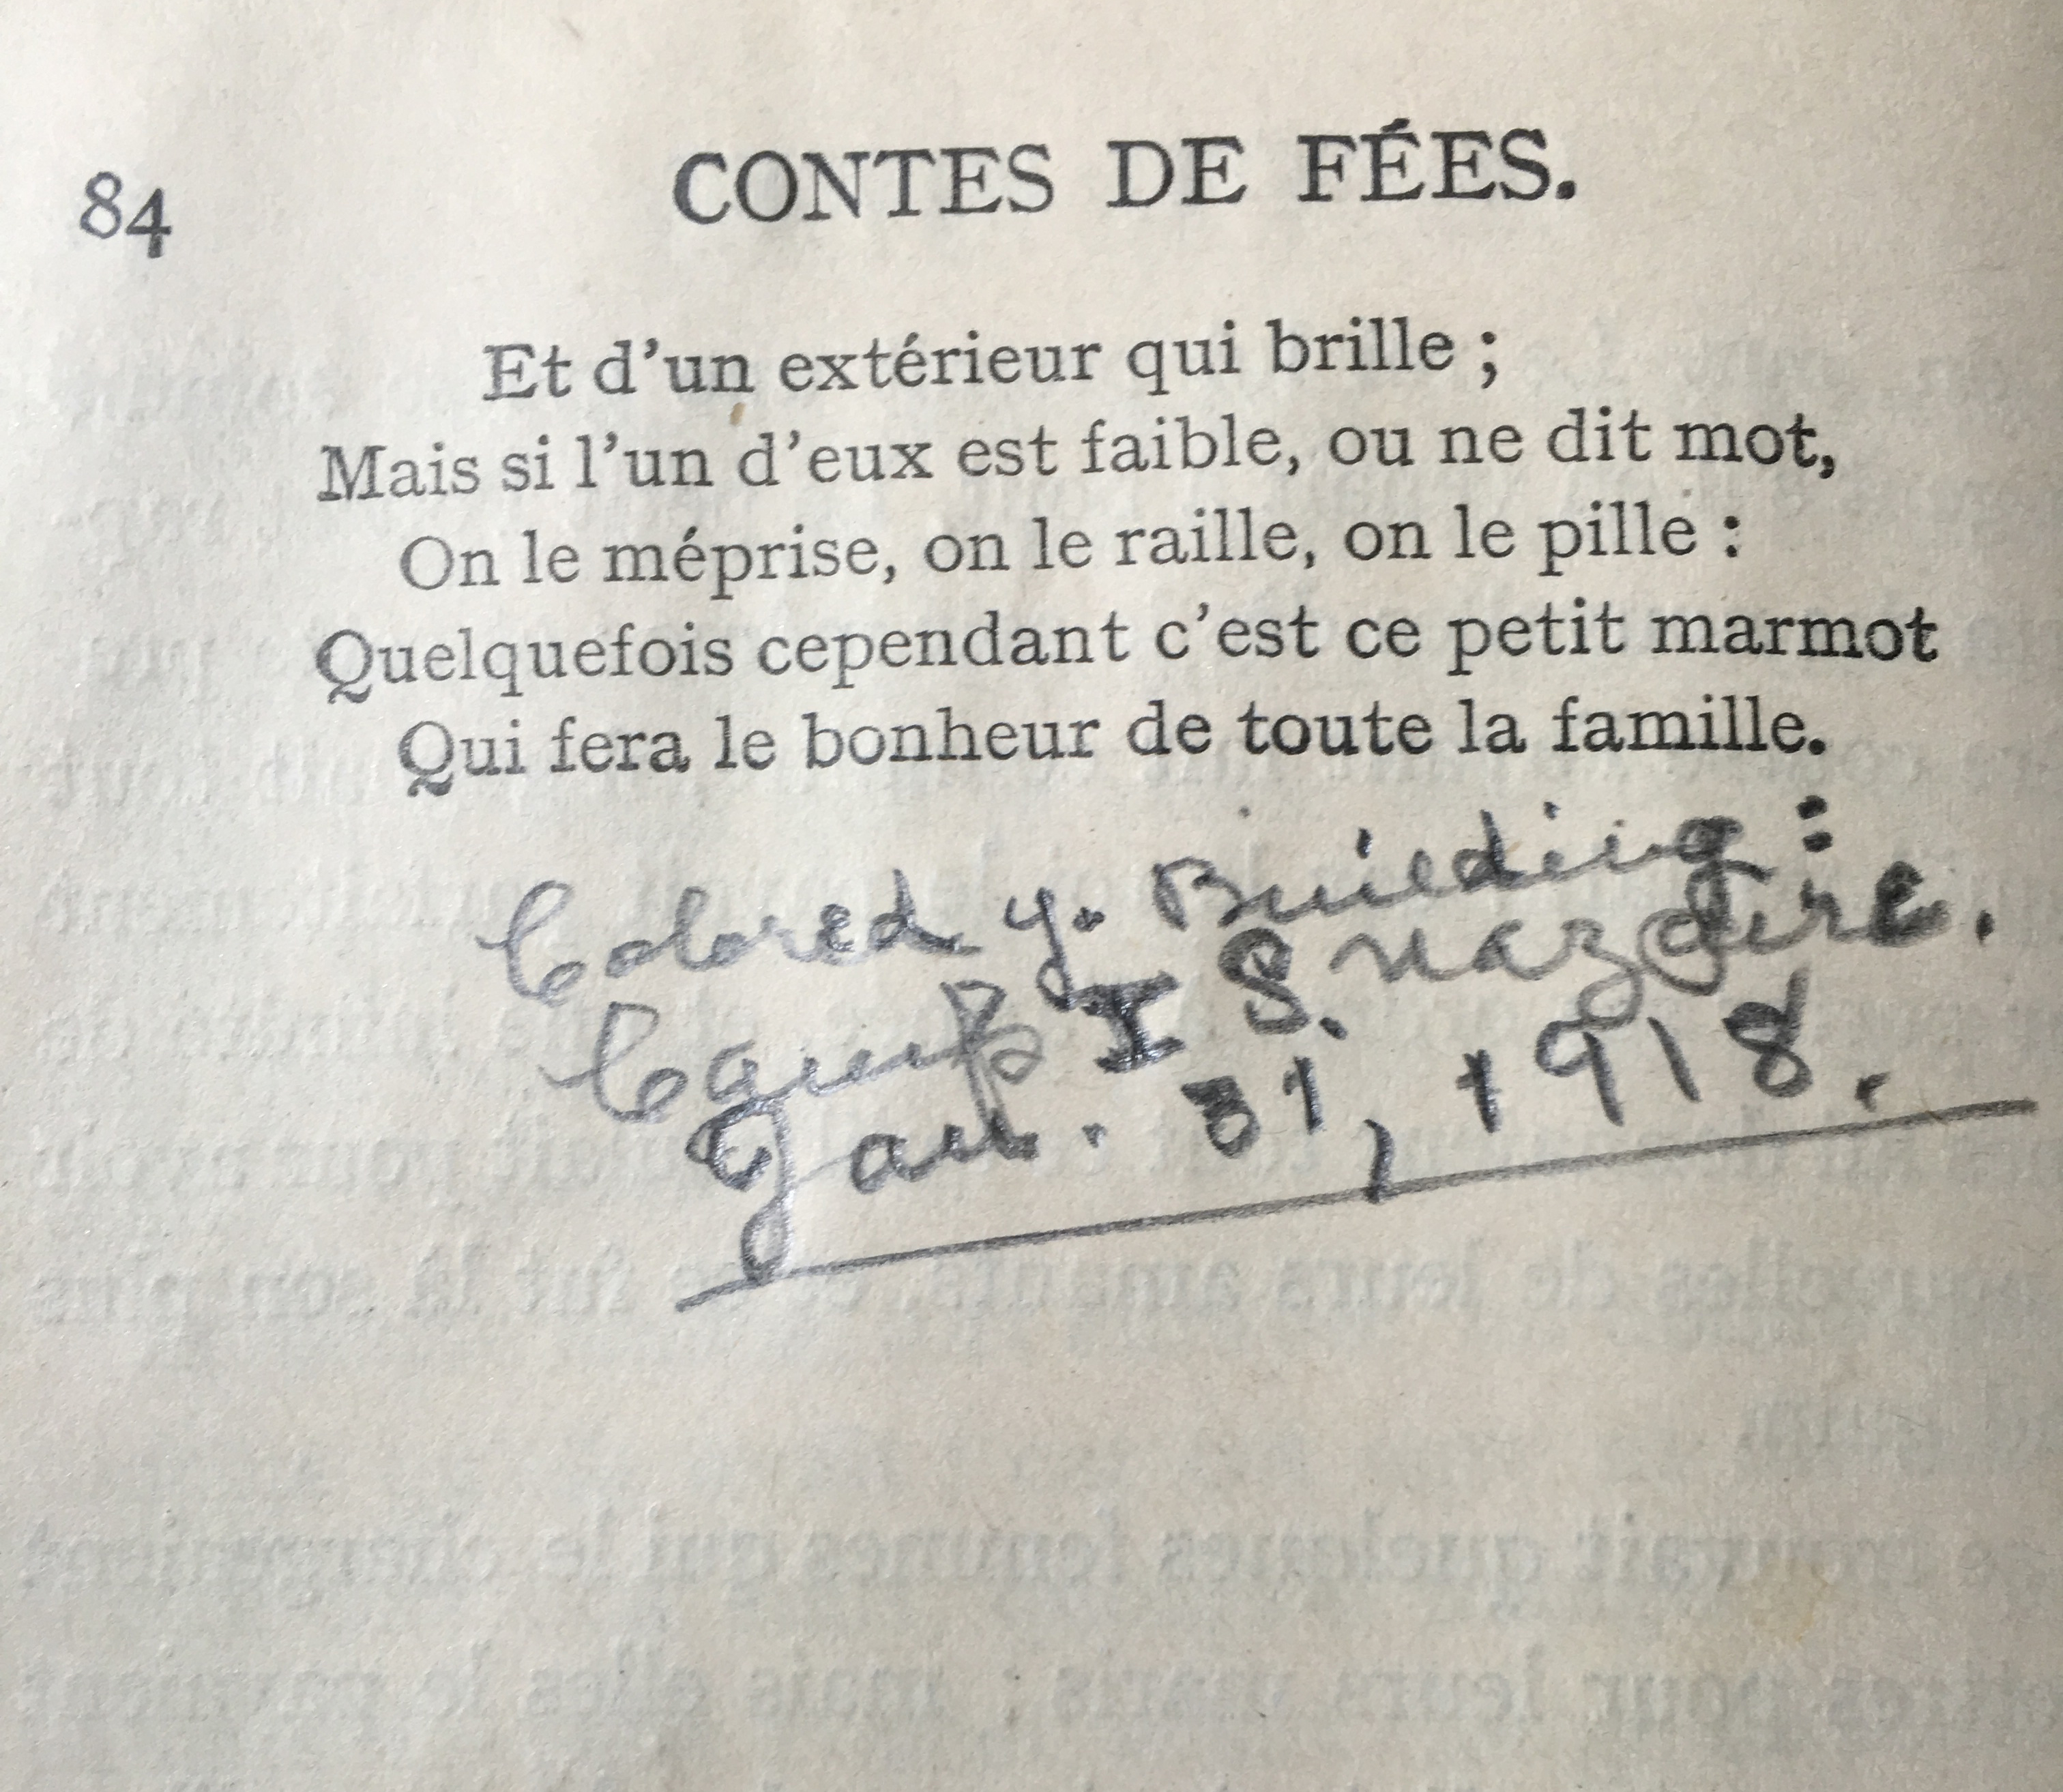 84
CONTES DE FÉES.
Et d'un extérieur qui brille ;
Mais si l'un d'eux est faible, ou ne dit mot,
On le méprise, on le raille, on le pille :
Quelquefois cependant c'est ce petit marmot
Qui fera le bonheur de toute la famille.
Colored Y. Building:
Camp I S. Nazaire.
Jan. 31, 1918.